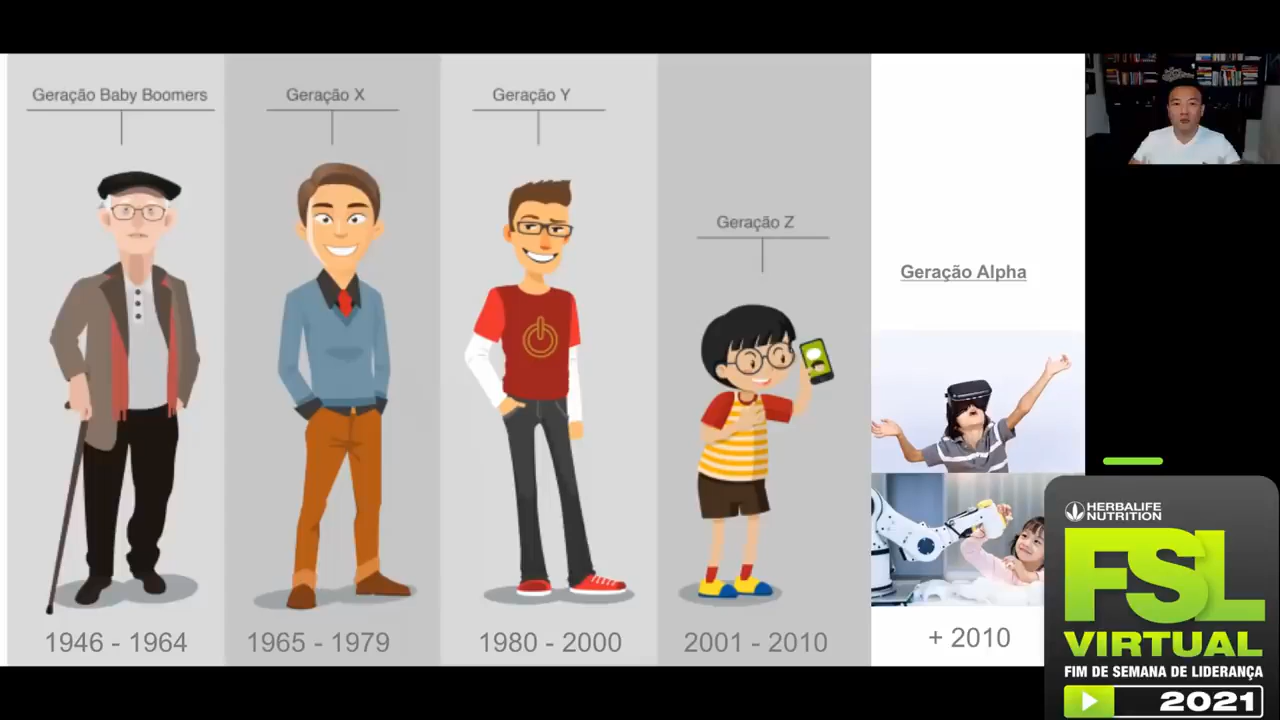 Geração Baby Boomers
Geração X
Geração Y
Geração Z
Geração Alpha
1946 - 1964
1965 - 1979
1980 - 2000
2001 - 2010
+ 2010
HERBALIFE
NUTRITION
FSL
VIRTUAL
FIM DE SEMANA DE LIDERANÇA
2021